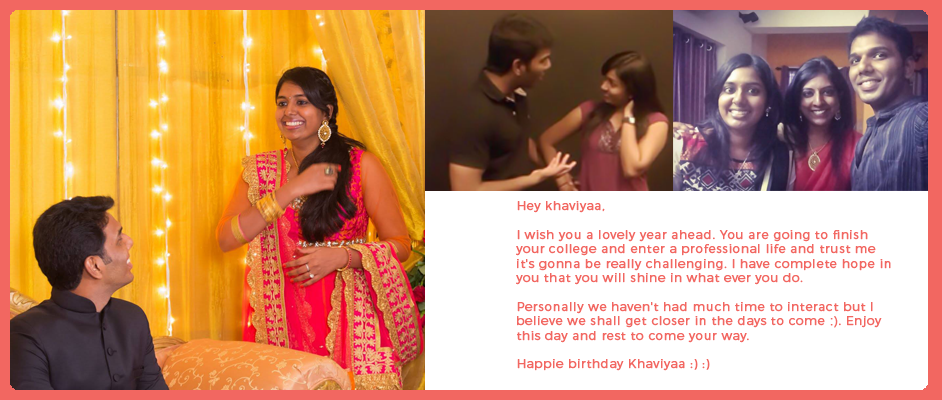 Hey khaviyaa,
I wish you a lovely year ahead. You are going to finish
your college and enter a professional life and trust me
it's gonna be really challenging. I have complete hope in
you that you will shine in what ever you do.
Personally we haven't had much time to interact but I
believe we shall get closer in the days to come :). Enjoy
this day and rest to come your way.
Happie birthday Khaviyaa :) :)